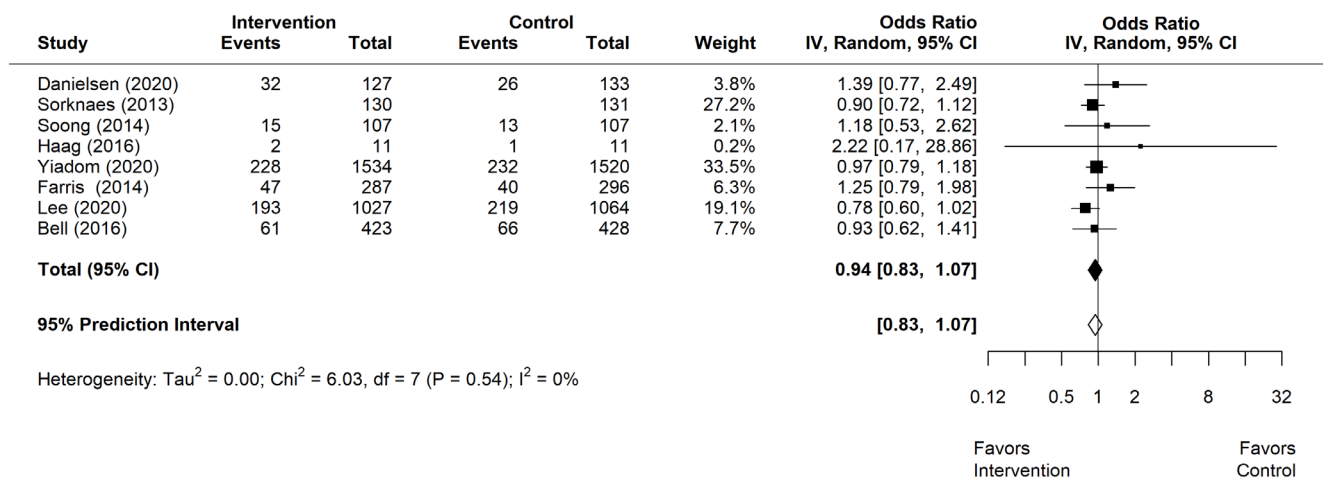 Intervention Control Odds Ratio Odds Ratio
Study Events Total Events Total Weight IV, Random, 95% CI IV, Random, 95% CI
Danielsen (2020) 32 127 26 133 3.8% 1.39 [0.77, 2.49]
Sorknaes (2013) 130 131 27.2% 0.90 [0.72, 1.12]
Soong (2014) 15 107 13 107 2.1% 1.18 [0.53, 2.62]
Haag (2016) 2 11 1 11 0.2% 2.22 [0.17, 28.86]
Yiadom (2020) 228 1534 232 1520 33.5% 0.97 [0.79, 1.18]
Farris (2014) 47 287 40 296 6.3% 1.25 [0.79, 1.98]
Lee (2020) 193 1027 219 1064 19.1% 0.78 [0.60, 1.02]
Bell (2016) 61 423 66 428 7.7% 0.93 [0.62, 1.41]
Total (95% CI) 0.94 [0.83, 1.07]
95% Prediction Interval [0.83, 1.07]
Heterogeneity: Tau² = 0.00; Chi² = 6.03, df = 7 (P = 0.54); I² = 0%
0.12 0.5 1 2 8 32
Favors Favors
Intervention Control